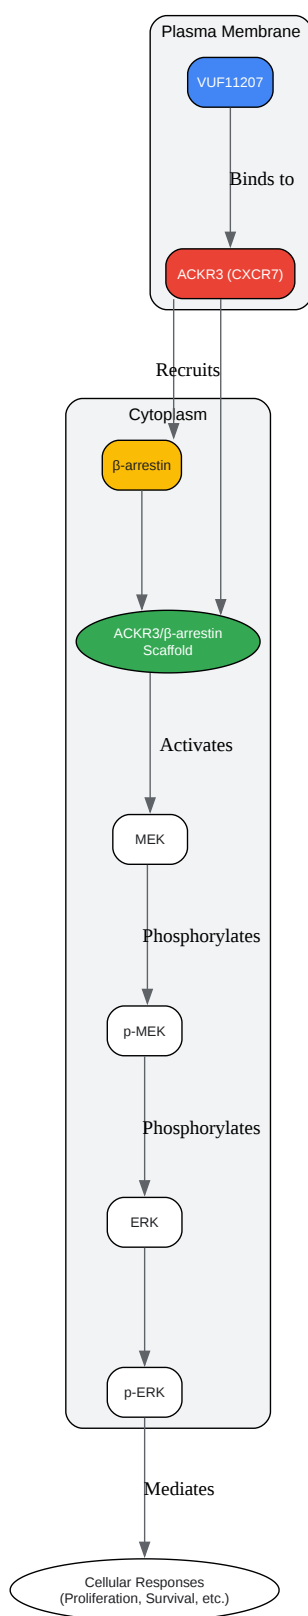 Plasma Membrane
VUF11207
Binds to
ACKR3 (CXCR7)
Recruits
Cytoplasm
β-arrestin
ACKR3/β-arrestin
Scaffold
Activates
MEK
Phosphorylates
p-MEK
Phosphorylates
ERK
p-ERK
Mediates
Cellular Responses
(Proliferation, Survival, etc.)